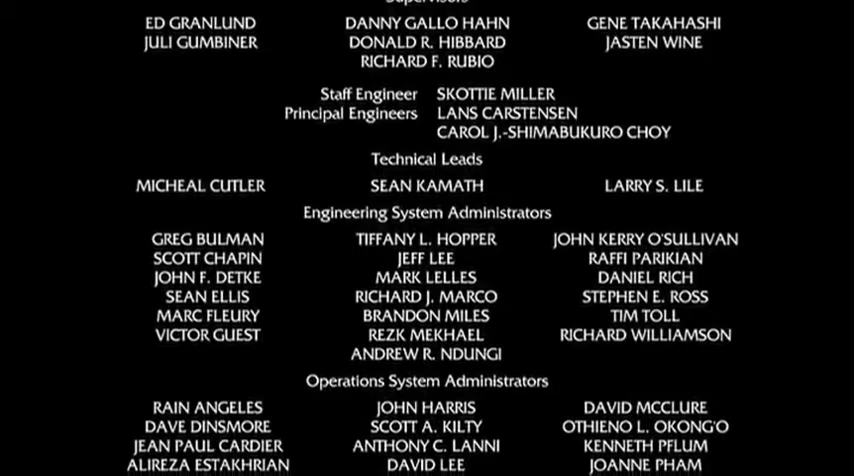 Supervisors
ED GRANLUND DANNY GALLO HAHN GENE TAKAHASHI
JULI GUMBINER DONALD R. HIBBARD JASTEN WINE
RICHARD F. RUBIO
Staff Engineer SKOTTIE MILLER
Principal Engineers LANS CARSTENSEN
CAROL J.-SHIMABUKURO CHOY
Technical Leads
MICHEAL CUTLER SEAN KAMATH LARRY S. LILE
Engineering System Administrators
GREG BULMAN TIFFANY L. HOPPER JOHN KERRY O'SULLIVAN
SCOTT CHAPIN JEFF LEE RAFFI PARIKIAN
JOHN F. DETKE MARK LELLES DANIEL RICH
SEAN ELLIS RICHARD J. MARCO STEPHEN E. ROSS
MARC FLEURY BRANDON MILES TIM TOLL
VICTOR GUEST REZK MEKHAEL RICHARD WILLIAMSON
ANDREW R. NDUNGI
Operations System Administrators
RAIN ANGELES JOHN HARRIS DAVID MCCLURE
DAVE DINSMORE SCOTT A. KILTY OTHIENO L. OKONG'O
JEAN PAUL CARDIER ANTHONY C. LANNI KENNETH PFLUM
ALIREZA ESTAKHRIAN DAVID LEE JOANNE PHAM